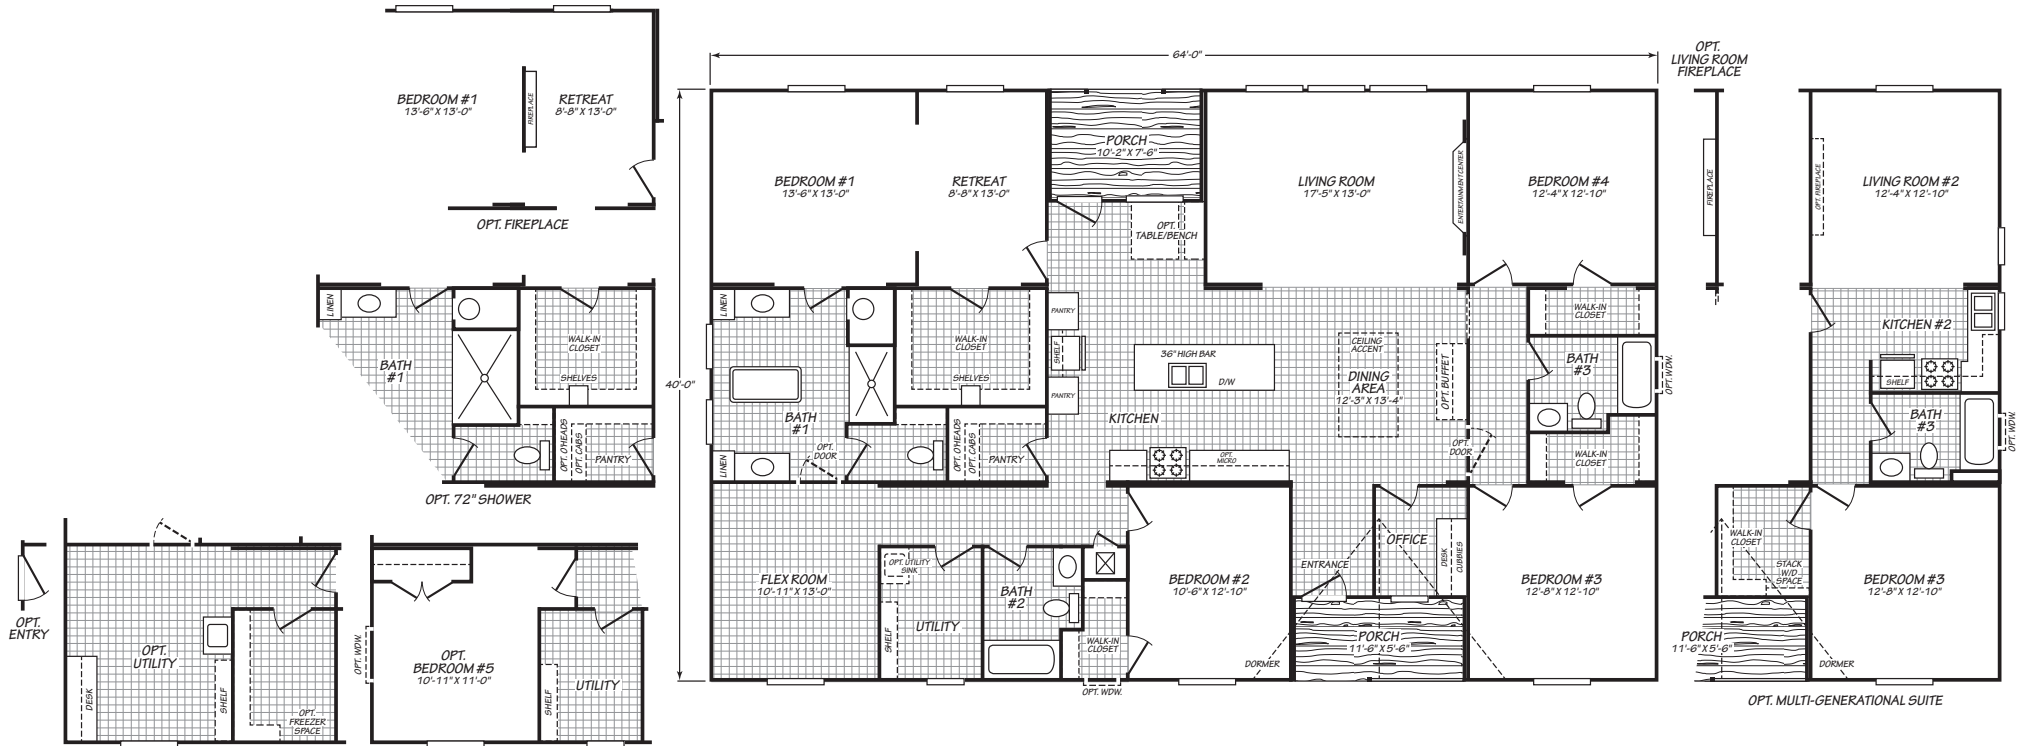 BEDROOM #1
13'-6" X 13'-0"
FIREPLACE
RETREAT
8'-8" X 13'-0"
OPT. FIREPLACE
LINEN
BATH
#1
WALK-IN
CLOSET
SHELVES
OPT. O'HEADS
OPT. CABS
PANTRY
OPT. 72" SHOWER
OPT.
ENTRY
OPT.
UTILITY
DESK
SHELF
OPT.
FREEZER
SPACE
OPT. WDW.
OPT.
BEDROOM #5
10'-11" X 11'-0"
SHELF
UTILITY
64'-0"
40'-0"
BEDROOM #1
13'-6" X 13'-0"
RETREAT
8'-8" X 13'-0"
PORCH
10'-2" X 7'-6"
OPT.
TABLE/BENCH
LIVING ROOM
17'-5" X 13'-0"
ENTERTAINMENT CENTER
BEDROOM #4
12'-4" X 12'-10"
LINEN
BATH
#1
LINEN
OPT.
DOOR
WALK-IN
CLOSET
SHELVES
OPT. O'HEADS
OPT. CABS
PANTRY
PANTRY
SHELF
PANTRY
36" HIGH BAR
D/W
KITCHEN
OPT.
MICRO
CEILING
ACCENT
DINING
AREA
12'-3" X 13'-4"
OPT. BUFFET
OPT.
DOOR
WALK-IN
CLOSET
BATH
#3
OPT. WDW.
WALK-IN
CLOSET
FLEX ROOM
10'-11" X 13'-0"
OPT. UTILITY
SINK
SHELF
UTILITY
BATH
#2
WALK-IN
CLOSET
OPT. WDW.
BEDROOM #2
10'-6" X 12'-10"
DORMER
ENTRANCE
OFFICE
DESK
CUBBIES
PORCH
11'-6" X 5'-6"
BEDROOM #3
12'-8" X 12'-10"
OPT.
LIVING ROOM
FIREPLACE
FIREPLACE
OPT. FIREPLACE
LIVING ROOM #2
12'-4" X 12'-10"
KITCHEN #2
SHELF
BATH
#3
OPT. WDW.
WALK-IN
CLOSET
STACK
W/D
SPACE
BEDROOM #3
12'-8" X 12'-10"
PORCH
11'-6" X 5'-6"
DORMER
OPT. MULTI-GENERATIONAL SUITE